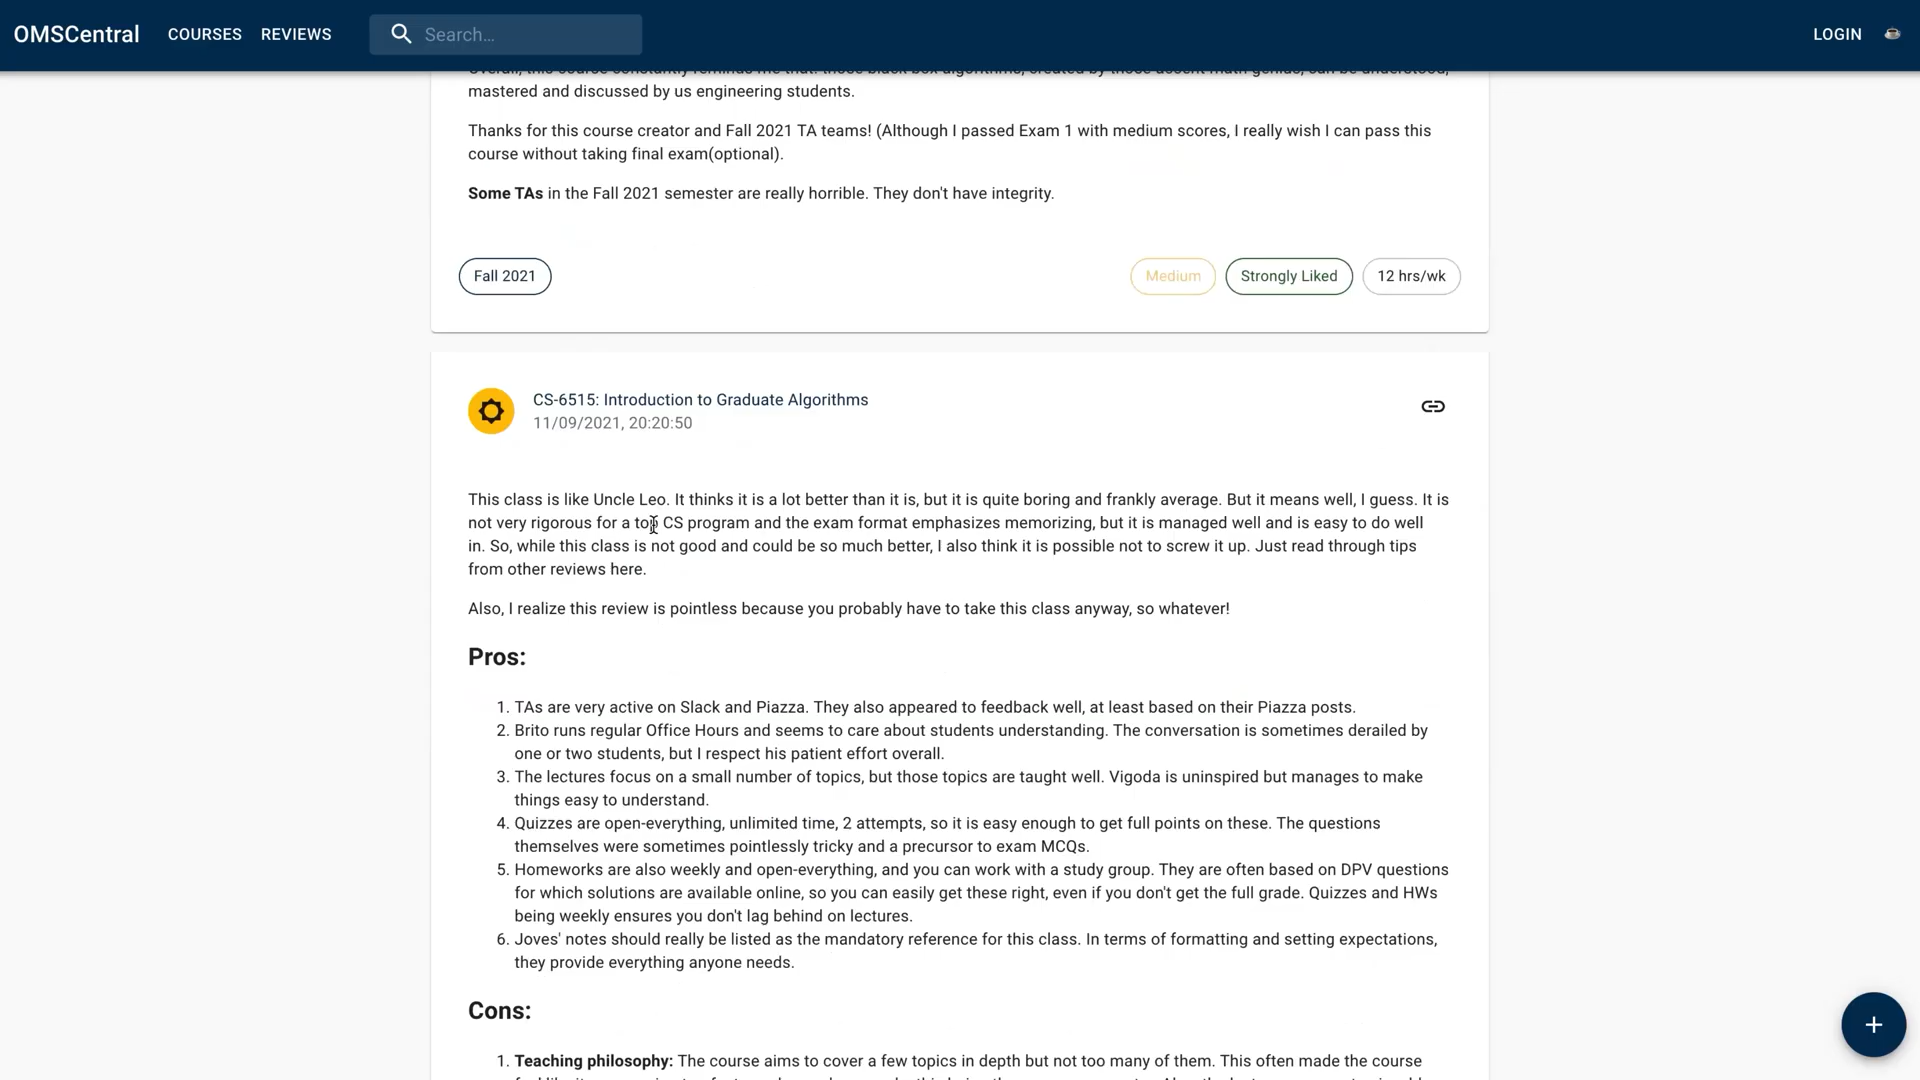 OMSCentral COURSES REVIEWS Search... LOGIN
Overall, this course constantly reminds me that: those black box algorithms, created by those ascent math genius, can be understood,
mastered and discussed by us engineering students.
Thanks for this course creator and Fall 2021 TA teams! (Although I passed Exam 1 with medium scores, I really wish I can pass this
course without taking final exam(optional).
Some TAs in the Fall 2021 semester are really horrible. They don't have integrity.
Fall 2021 Medium Strongly Liked 12 hrs/wk
CS-6515: Introduction to Graduate Algorithms
11/09/2021, 20:20:50
This class is like Uncle Leo. It thinks it is a lot better than it is, but it is quite boring and frankly average. But it means well, I guess. It is
not very rigorous for a top CS program and the exam format emphasizes memorizing, but it is managed well and is easy to do well
in. So, while this class is not good and could be so much better, I also think it is possible not to screw it up. Just read through tips
from other reviews here.
Also, I realize this review is pointless because you probably have to take this class anyway, so whatever!
Pros:
1. TAs are very active on Slack and Piazza. They also appeared to feedback well, at least based on their Piazza posts.
2. Brito runs regular Office Hours and seems to care about students understanding. The conversation is sometimes derailed by
one or two students, but I respect his patient effort overall.
3. The lectures focus on a small number of topics, but those topics are taught well. Vigoda is uninspired but manages to make
things easy to understand.
4. Quizzes are open-everything, unlimited time, 2 attempts, so it is easy enough to get full points on these. The questions
themselves were sometimes pointlessly tricky and a precursor to exam MCQs.
5. Homeworks are also weekly and open-everything, and you can work with a study group. They are often based on DPV questions
for which solutions are available online, so you can easily get these right, even if you don't get the full grade. Quizzes and HWs
being weekly ensures you don't lag behind on lectures.
6. Joves' notes should really be listed as the mandatory reference for this class. In terms of formatting and setting expectations,
they provide everything anyone needs.
Cons:
1. Teaching philosophy: The course aims to cover a few topics in depth but not too many of them. This often made the course